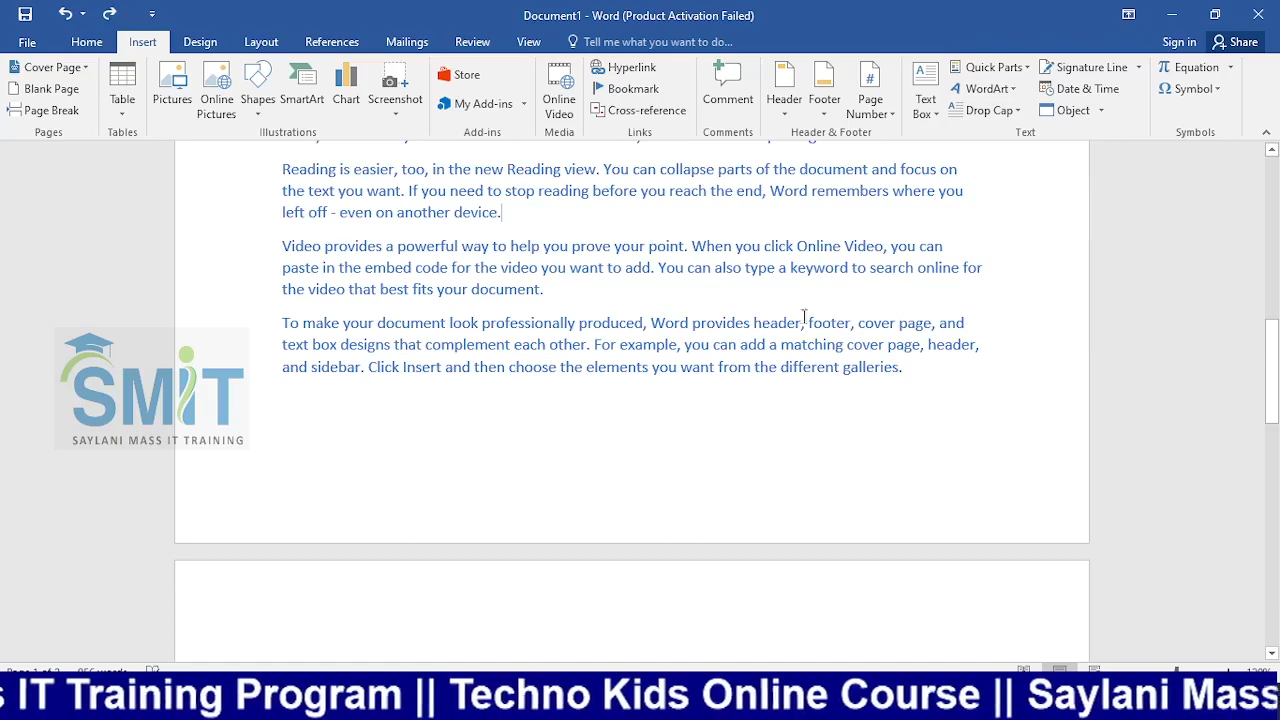 Document1 - Word (Product Activation Failed)
File Home Insert Design Layout References Mailings Review View Tell me what you want to do... Sign in Share
Cover Page
Blank Page
Page Break
Pages
Table
Tables
Pictures
Online Pictures
Shapes
SmartArt
Chart
Screenshot
Illustrations
Store
My Add-ins
Add-ins
Online Video
Media
Hyperlink
Bookmark
Cross-reference
Links
Comment
Comments
Header
Footer
Page Number
Header & Footer
Text Box
Quick Parts
WordArt
Drop Cap
Signature Line
Date & Time
Object
Text
Equation
Symbol
Symbols
Reading is easier, too, in the new Reading view. You can collapse parts of the document and focus on
the text you want. If you need to stop reading before you reach the end, Word remembers where you
left off - even on another device.
Video provides a powerful way to help you prove your point. When you click Online Video, you can
paste in the embed code for the video you want to add. You can also type a keyword to search online for
the video that best fits your document.
To make your document look professionally produced, Word provides header, footer, cover page, and
text box designs that complement each other. For example, you can add a matching cover page, header,
and sidebar. Click Insert and then choose the elements you want from the different galleries.
SMIT
SAYLANI MASS IT TRAINING
s IT Training Program || Techno Kids Online Course || Saylani Mass